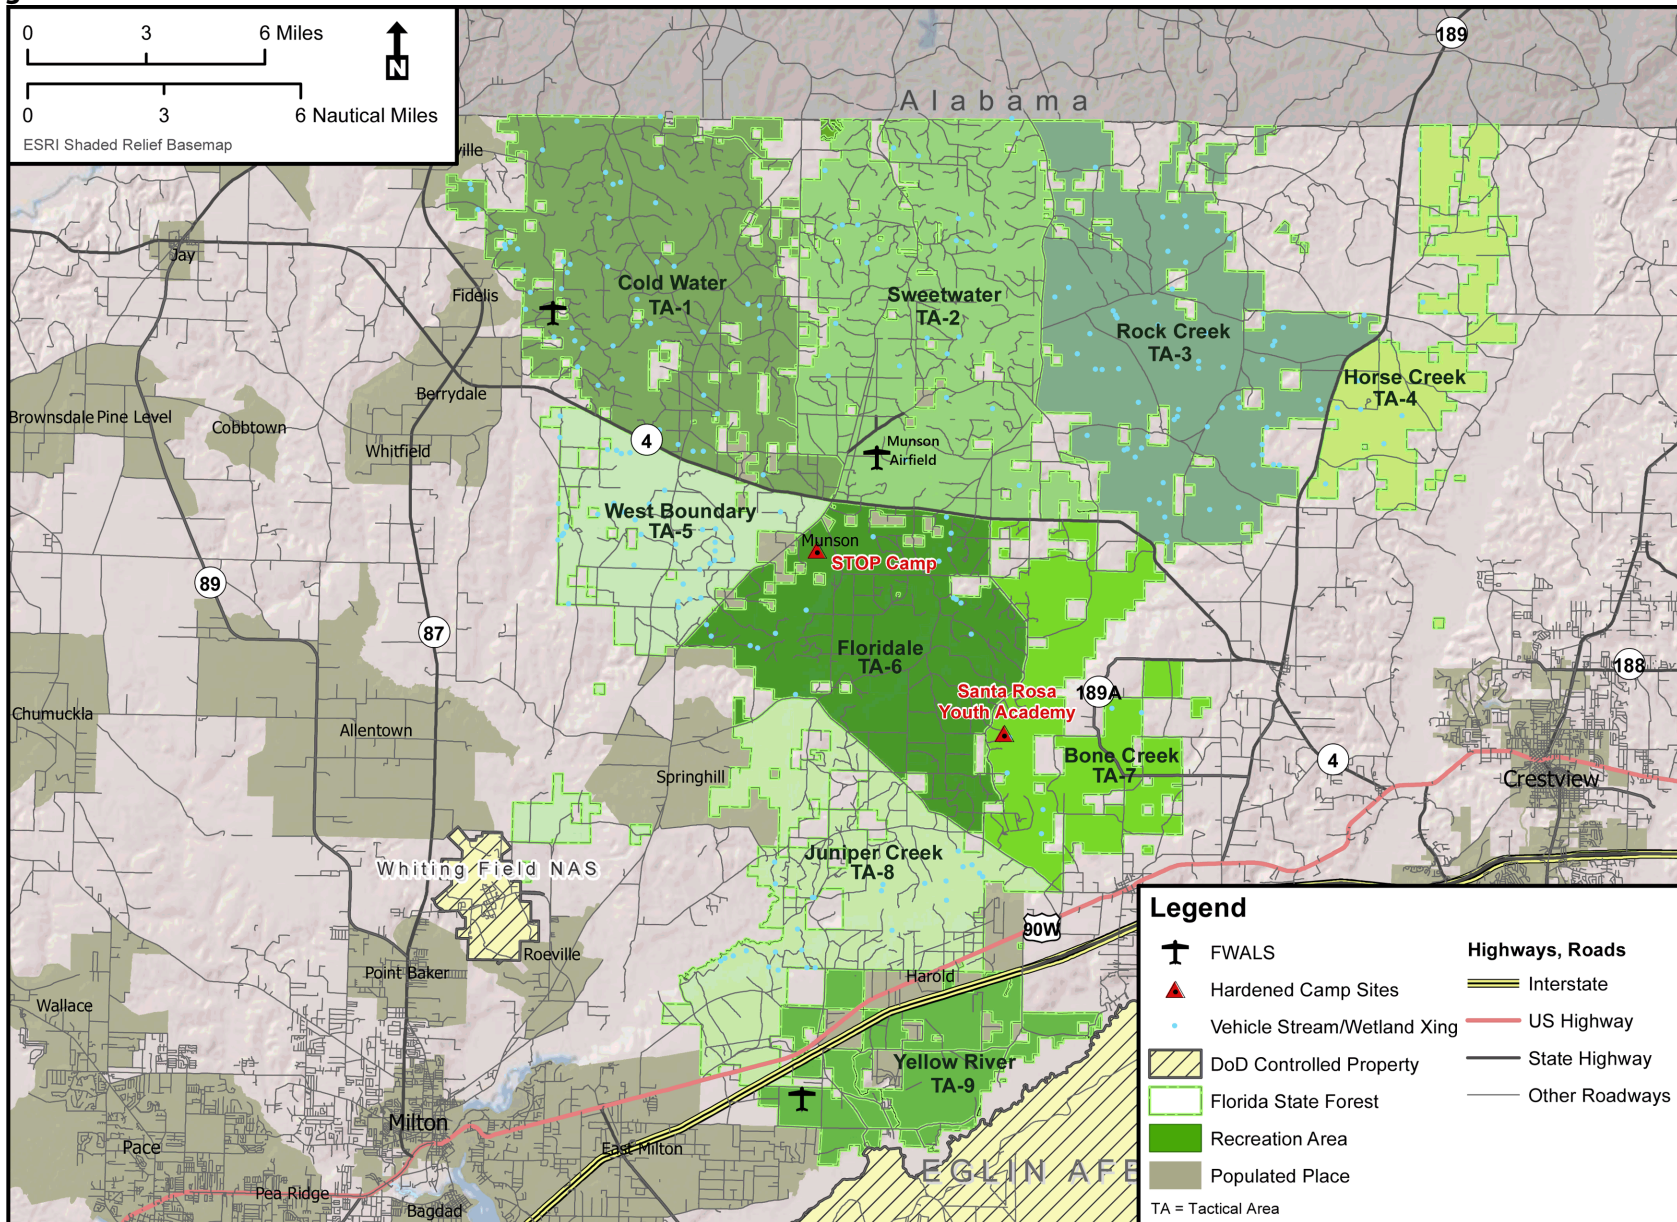 0 3 6 Miles
N
0 3 6 Nautical Miles
ESRI Shaded Relief Basemap
189
Alabama
ville
Jay
Cold Water
TA-1
Fidelis
Sweetwater
TA-2
Rock Creek
TA-3
Horse Creek
TA-4
Berrydale
Brownsdale
Pine Level
Cobbtown
Whitfield
4
Munson
Airfield
West Boundary
TA-5
Munson
STOP Camp
89
87
Floridale
TA-6
188
Santa Rosa
Youth Academy
189A
Chumuckla
Allentown
Springhill
Bone Creek
TA-7
4
Crestview
Whiting Field NAS
Juniper Creek
TA-8
90W
Roeville
Point Baker
Harold
Wallace
Yellow River
TA-9
Milton
Pace
East Milton
EGLIN AFB
Pea Ridge
Bagdad
Legend
FWALS
Hardened Camp Sites
Vehicle Stream/Wetland Xing
DoD Controlled Property
Florida State Forest
Recreation Area
Populated Place
TA = Tactical Area
Highways, Roads
Interstate
US Highway
State Highway
Other Roadways